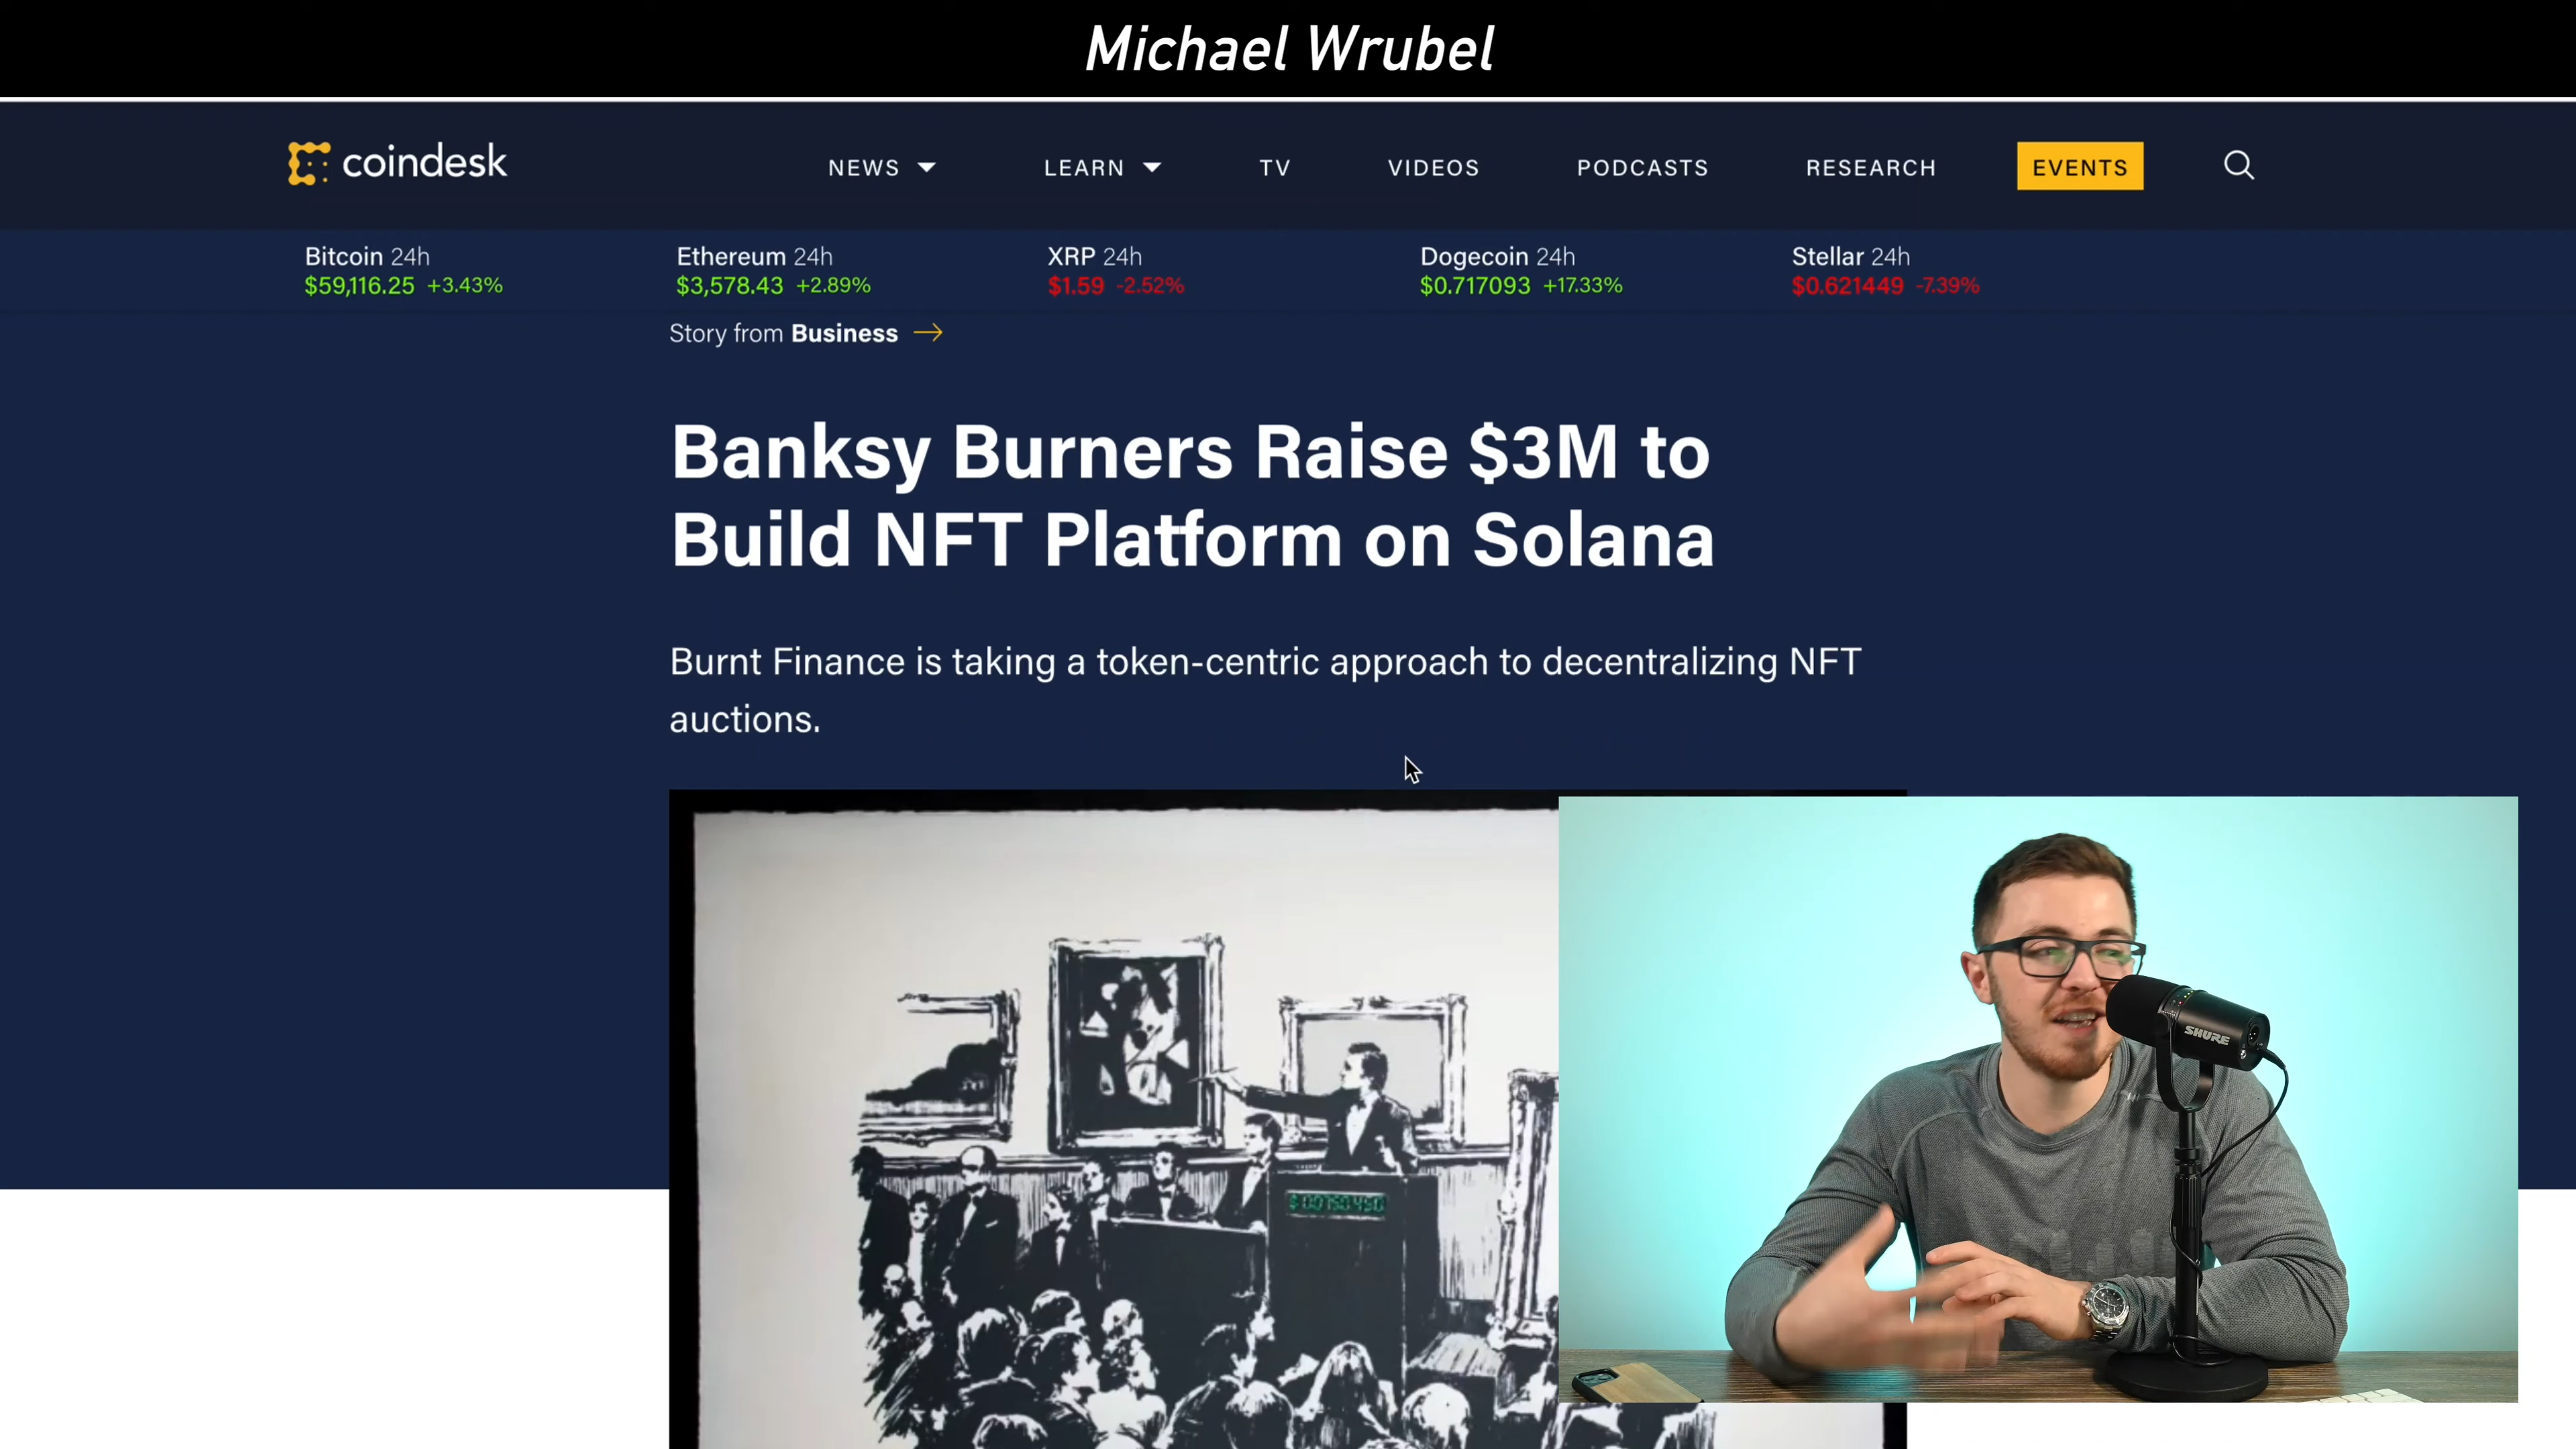 Michael Wrubel
coindesk
NEWS LEARN TV VIDEOS PODCASTS RESEARCH EVENTS
Bitcoin 24h Ethereum 24h XRP 24h Dogecoin 24h Stellar 24h
$59,116.25 +3.43% $3,578.43 +2.89% $1.59 -2.52% $0.717093 +17.33% $0.621449 -7.39%
Story from Business →
Banksy Burners Raise $3M to
Build NFT Platform on Solana
Burnt Finance is taking a token-centric approach to decentralizing NFT
auctions.
SHURE